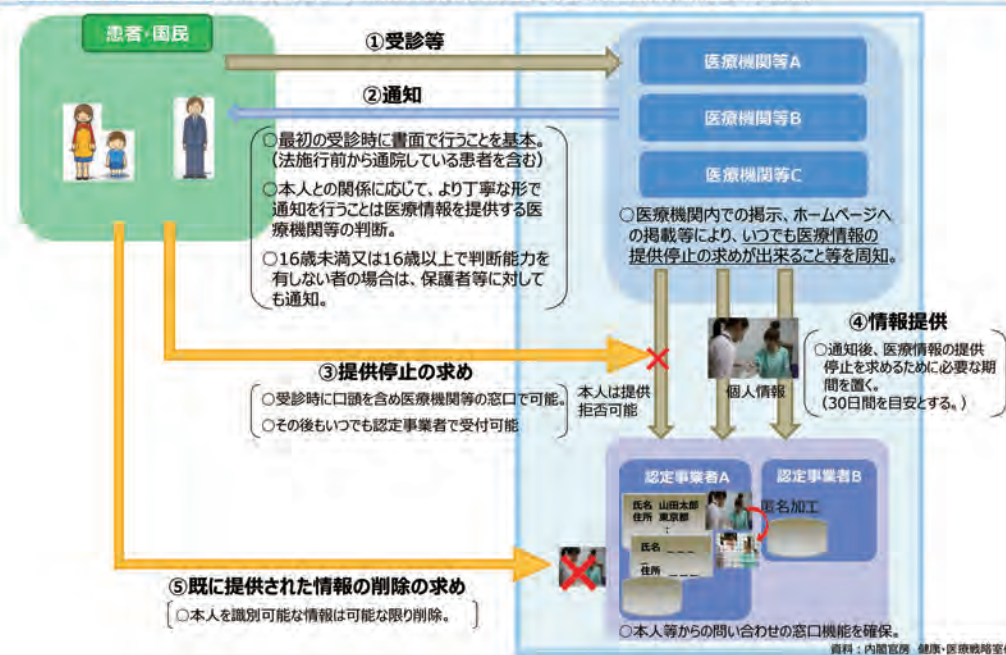 患者・国民
①受診等
②通知
○最初の受診時に書面で行うことを基本。
(法施行前から通院している患者を含む)
○本人との関係に応じて、より丁寧な形で
通知を行うことは医療情報を提供する医
療機関等の判断。
○16歳未満又は16歳以上で判断能力を
有しない者の場合は、保護者等に対して
も通知。
医療機関等A
医療機関等B
医療機関等C
○医療機関内での掲示、ホームページへ
の掲載等により、いつでも医療情報の
提供停止の求めが出来ること等を周知。
③提供停止の求め
○受診時に口頭を含め医療機関等の窓口で可能。
○その後もいつでも認定事業者で受付可能
本人は提供
拒否可能
個人情報
④情報提供
○通知後、医療情報の提供
停止を求めるために必要な期
間を置く。
(30日間を目安とする。)
認定事業者A
氏名 山田太郎
住所 東京都
:
氏名 _ _ _
住所
認定事業者B
匿名加工
⑤既に提供された情報の削除の求め
○本人を識別可能な情報は可能な限り削除。
○本人等からの問い合わせの窓口機能を確保。
資料:内閣官房 健康・医療戦略室